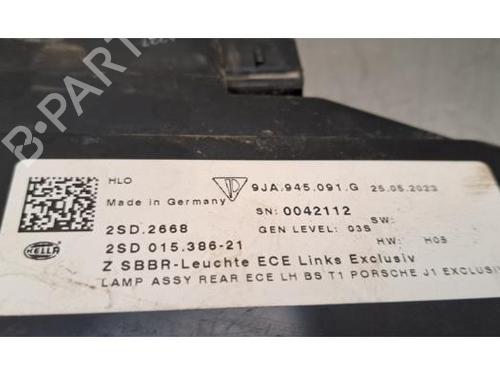 HLO
Made in Germany
9JA.945.091.G 25.05.2023
SN: 0042112
2SD.2668
GEN LEVEL: 03S SW:
2SD 015.386-21
HW: H05
HELLA
Z SBBR-Leuchte ECE Links Exclusiv
LAMP ASSY REAR ECE LH BS T1 PORSCHE J1 EXCLUSIV
B-PARTS